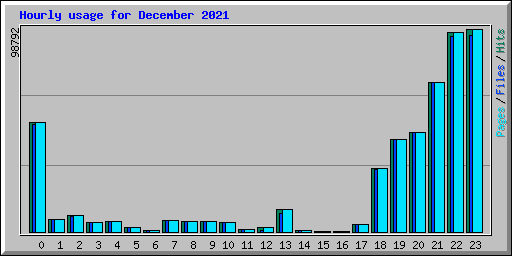 Hourly usage for December 2021
98792
Pages/Files/Hits
0 1 2 3 4 5 6 7 8 9 10 11 12 13 14 15 16 17 18 19 20 21 22 23